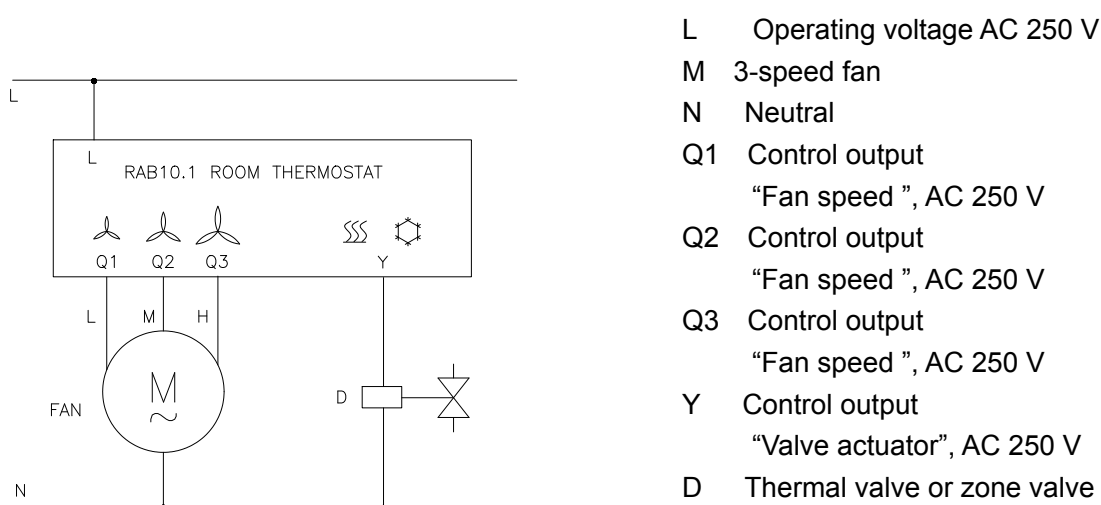 L
L
RAB10.1 ROOM THERMOSTAT
Q1 Q2 Q3 Y
L M H
M
~
FAN
D
N
L Operating voltage AC 250 V
M 3-speed fan
N Neutral
Q1 Control output
“Fan speed ”, AC 250 V
Q2 Control output
“Fan speed ”, AC 250 V
Q3 Control output
“Fan speed ”, AC 250 V
Y Control output
“Valve actuator”, AC 250 V
D Thermal valve or zone valve